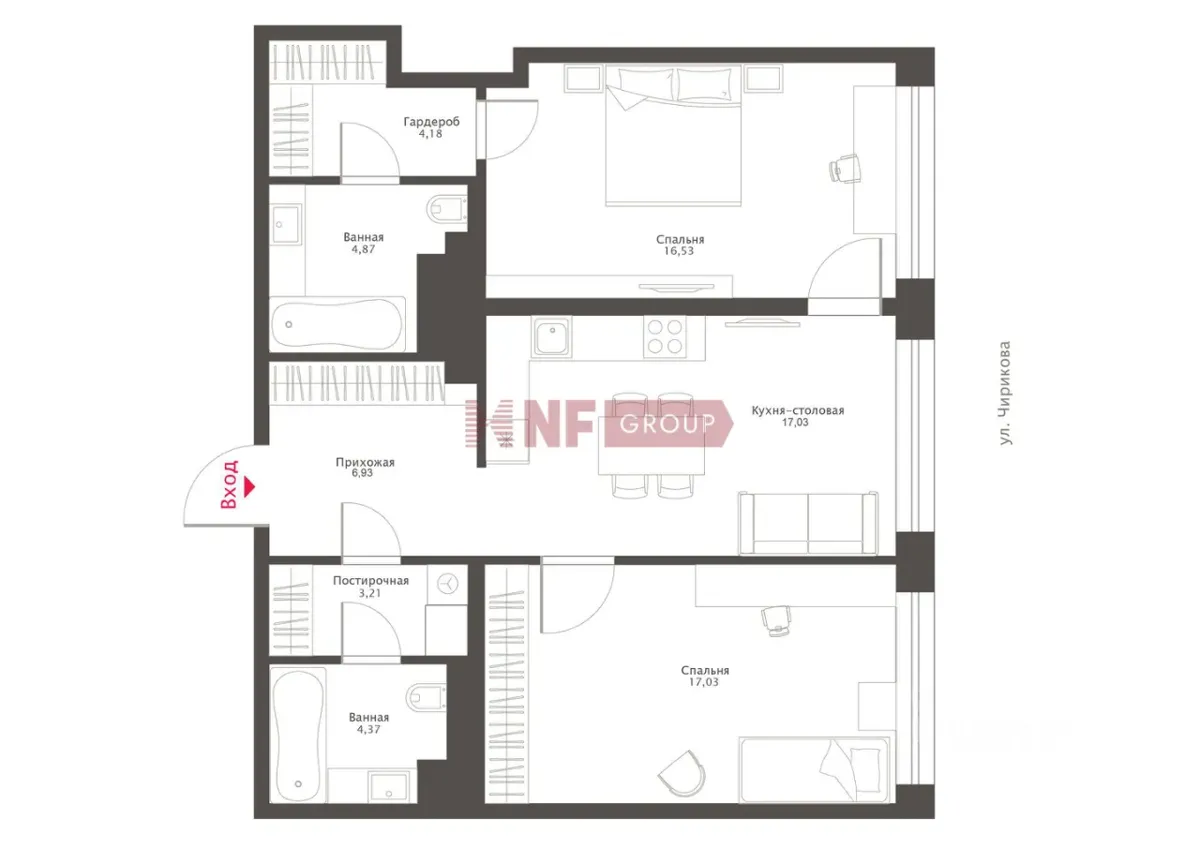 Гардероб
4,18
Ванная
4,87
Спальня
16,53
ул. Чирикова
NF GROUP
Кухня-столовая
17,03
Прихожая
6,93
Вход
Постирочная
3,21
Спальня
17,03
Ванная
4,37